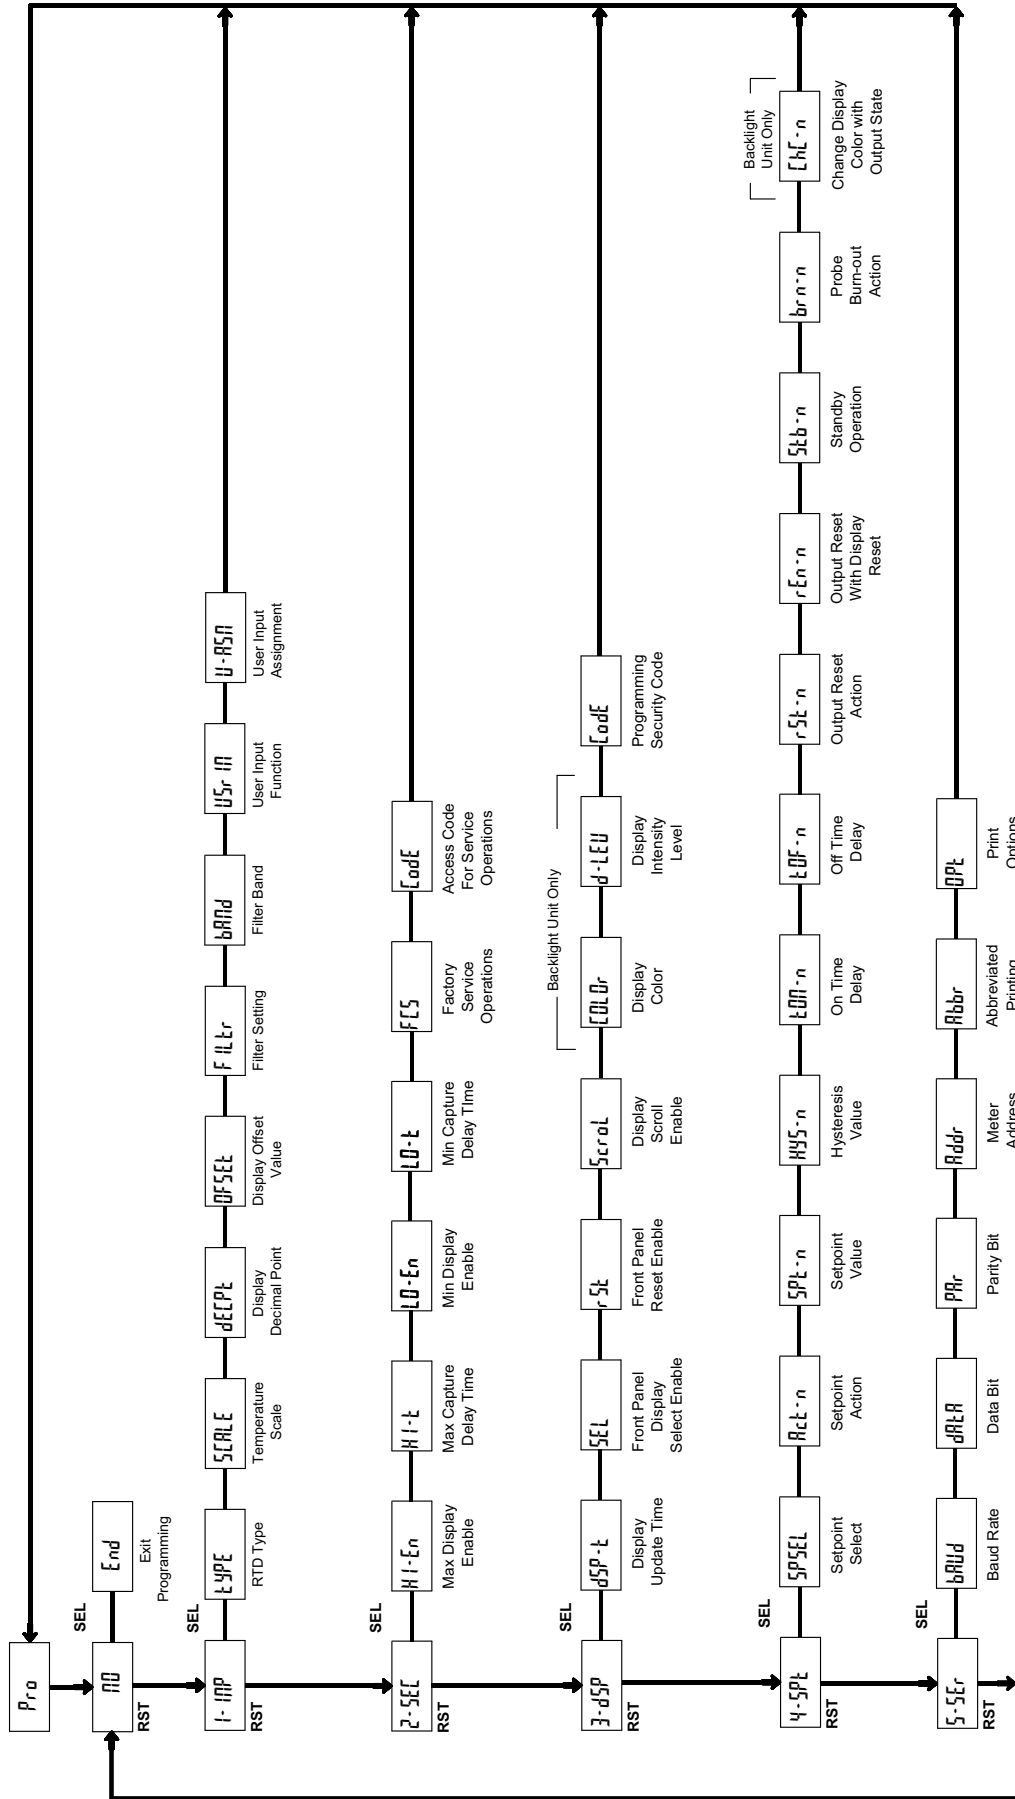 Pro
NO
SEL
RST
End
Exit
Programming
1-INP
SEL
RST
tYPE
RTD Type
SCALE
Temperature
Scale
dECPt
Display
Decimal Point
OFSEt
Display Offset
Value
FILtr
Filter Setting
bANd
Filter Band
USr IN
User Input
Function
U-ASN
User Input
Assignment
2-SEC
SEL
RST
HI-En
Max Display
Enable
HI-t
Max Capture
Delay Time
LO-En
Min Display
Enable
LO-t
Min Capture
Delay TIme
FCS
Factory
Service
Operations
CodE
Access Code
For Service
Operations
3-dSP
SEL
RST
dSP-t
Display
Update Time
SEL
Front Panel
Display
Select Enable
rSt
Front Panel
Reset Enable
ScroL
Display
Scroll
Enable
Backlight Unit Only
COLOr
Display
Color
d-LEV
Display
Intensity
Level
CodE
Programming
Security Code
4-SPt
SEL
RST
SPSEL
Setpoint
Select
Act-n
Setpoint
Action
SPt-n
Setpoint
Value
HYS-n
Hysteresis
Value
tON-n
On Time
Delay
tOF-n
Off Time
Delay
rSt-n
Output Reset
Action
rEn-n
Output Reset
With Display
Reset
Stb-n
Standby
Operation
brn-n
Probe
Burn-out
Action
Backlight
Unit Only
ChC-n
Change Display
Color with
Output State
5-SEr
SEL
RST
bAUd
Baud Rate
dAtA
Data Bit
PAr
Parity Bit
Addr
Meter
Address
Abbr
Abbreviated
Printing
OPt
Print
Options